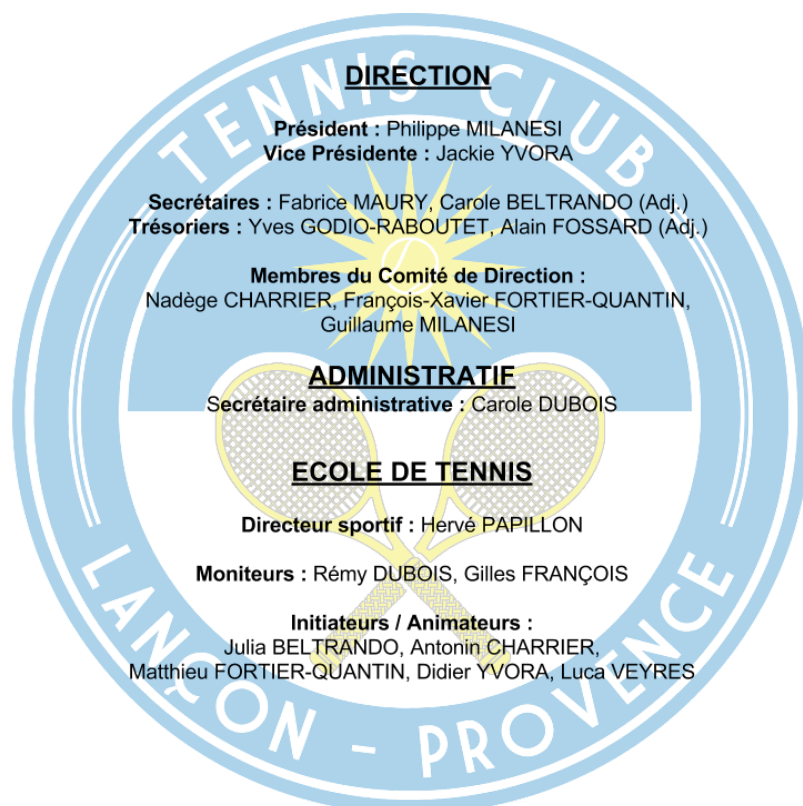 TENNIS CLUB
DIRECTION
Président : Philippe MILANESI
Vice Présidente : Jackie YVORA
Secrétaires : Fabrice MAURY, Carole BELTRANDO (Adj.)
Trésoriers : Yves GODIO-RABOUTET, Alain FOSSARD (Adj.)
Membres du Comité de Direction :
Nadège CHARRIER, François-Xavier FORTIER-QUANTIN,
Guillaume MILANESI
ADMINISTRATIF
Secrétaire administrative : Carole DUBOIS
ECOLE DE TENNIS
Directeur sportif : Hervé PAPILLON
Moniteurs : Rémy DUBOIS, Gilles FRANÇOIS
Initiateurs / Animateurs :
Julia BELTRANDO, Antonin CHARRIER,
Matthieu FORTIER-QUANTIN, Didier YVORA, Luca VEYRES
LANÇON - PROVENCE